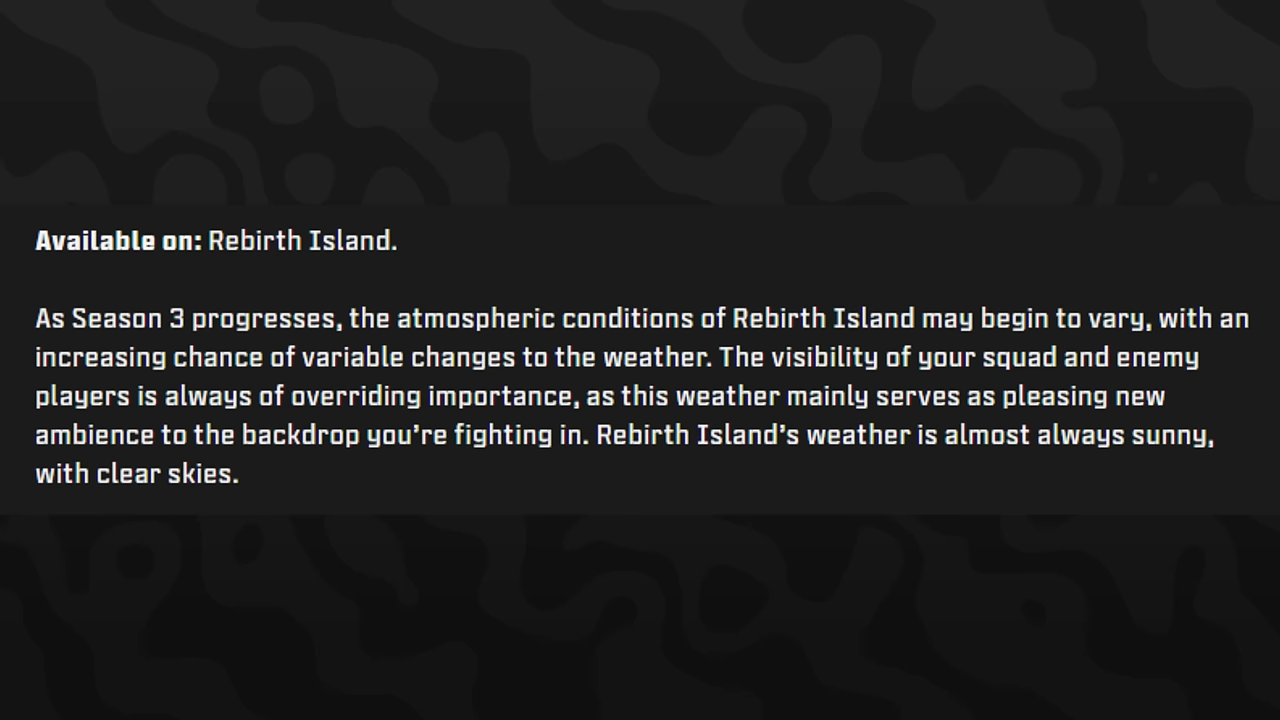 Available on: Rebirth Island.
As Season 3 progresses, the atmospheric conditions of Rebirth Island may begin to vary, with an
increasing chance of variable changes to the weather. The visibility of your squad and enemy
players is always of overriding importance, as this weather mainly serves as pleasing new
ambience to the backdrop you’re fighting in. Rebirth Island’s weather is almost always sunny,
with clear skies.